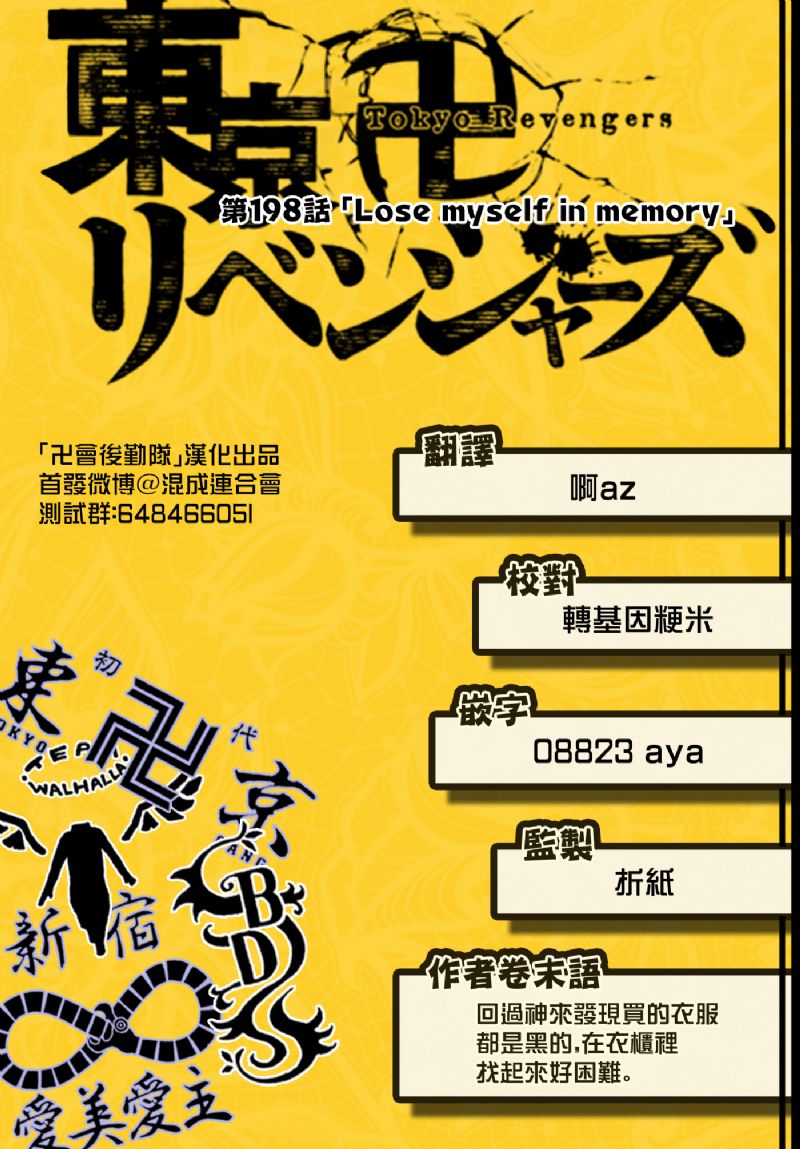 東京卍
Tokyo Revengers
第198話「Lose myself in memory」
リベンジャーズ
「卍會後勤隊」漢化出品
首發微博@混成連合會
測試群:648466051
翻譯
啊az
校對
轉基因粳米
嵌字
08823 aya
監製
折紙
作者卷末語
回過神來發現買的衣服
都是黑的,在衣櫃裡
找起來好困難。
初
代
東
卍
京
WALHALLA
BD
新宿
愛美愛主